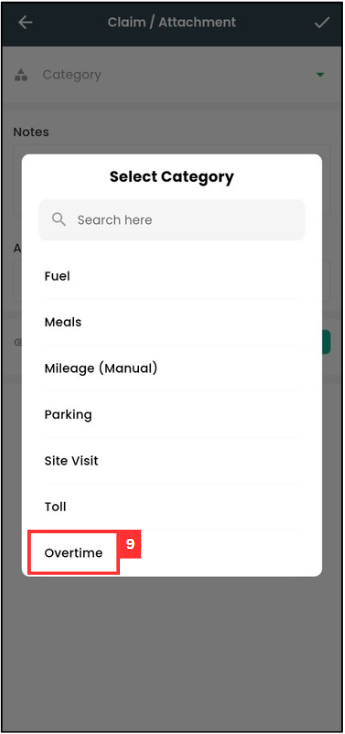 Claim / Attachment
Category
Notes
Select Category
Search here
A
Fuel
Meals
Mileage (Manual)
Parking
Site Visit
Toll
Overtime
9